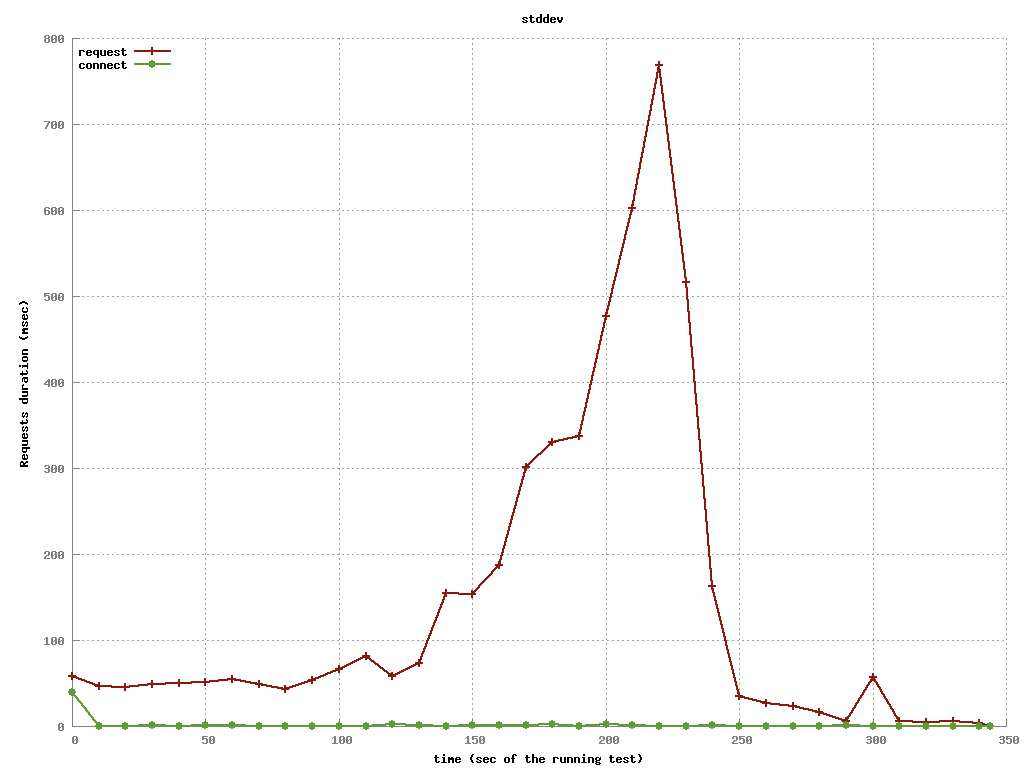 stddev
800
request
connect
700
600
500
400
300
200
100
0
Requests duration (msec)
0 50 100 150 200 250 300 350
time (sec of the running test)